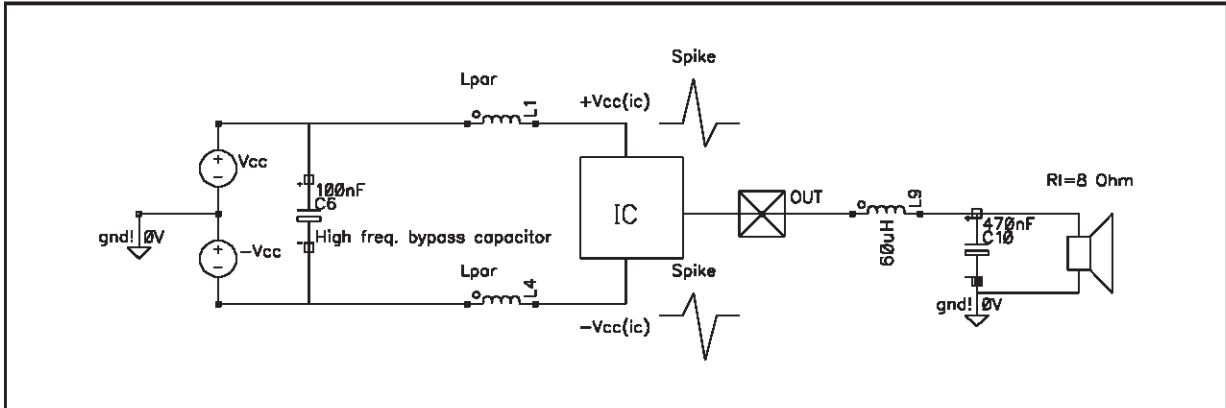 Spike
Lpar
L1
+Vcc(ic)
Vcc
100nF
C6
IC
OUT
L9
Rl=8 Ohm
gnd! 0V
High freq. bypass capacitor
60uH
470nF
C10
-Vcc
Lpar
L4
Spike
-Vcc(ic)
gnd! 0V